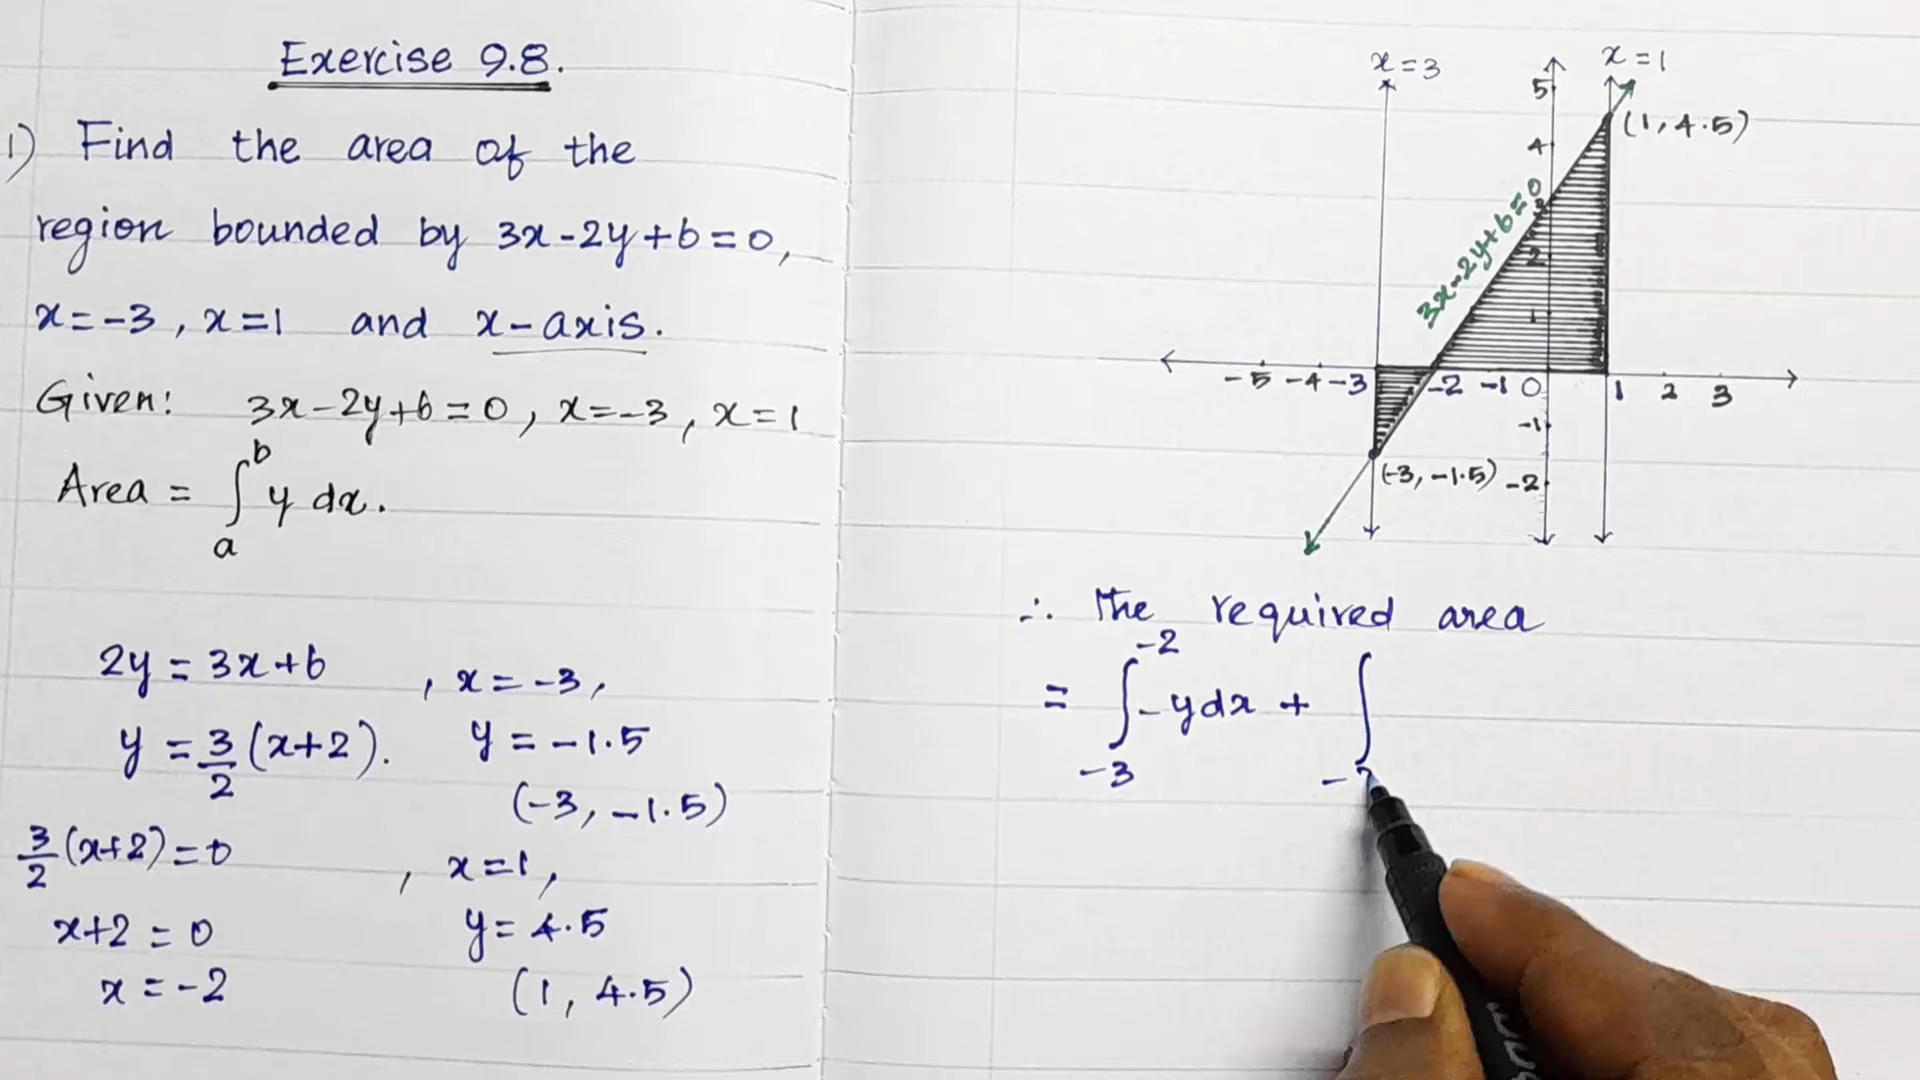 Exercise 9.8.
1) Find the area of the
region bounded by 3x-2y+6=0,
x=-3, x=1 and x-axis.
Given: 3x-2y+6=0, x=-3, x=1
Area = ∫ₐᵇ y dx.
2y = 3x+6 , x=-3,
y = 3/2 (x+2). y = -1.5
(-3, -1.5)
3/2 (x+2) = 0 , x=1,
x+2 = 0 y = 4.5
x = -2 (1, 4.5)
x=3 x=1
5
(1, 4.5)
4
3x-2y+6=0
3
2
1
-5 -4 -3 -2 -1 0 1 2 3
-1
(-3, -1.5) -2
∴ The required area
-2
= ∫ -ydx + ∫
-3